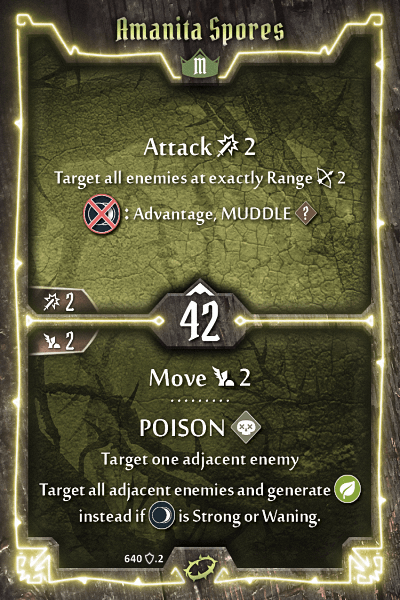 Amanita Spores
m
Attack 2
Target all enemies at exactly Range 2
: Advantage, MUDDLE ?
2
42
2
Move 2
POISON
Target one adjacent enemy
Target all adjacent enemies and generate
instead if is Strong or Waning.
640 .2